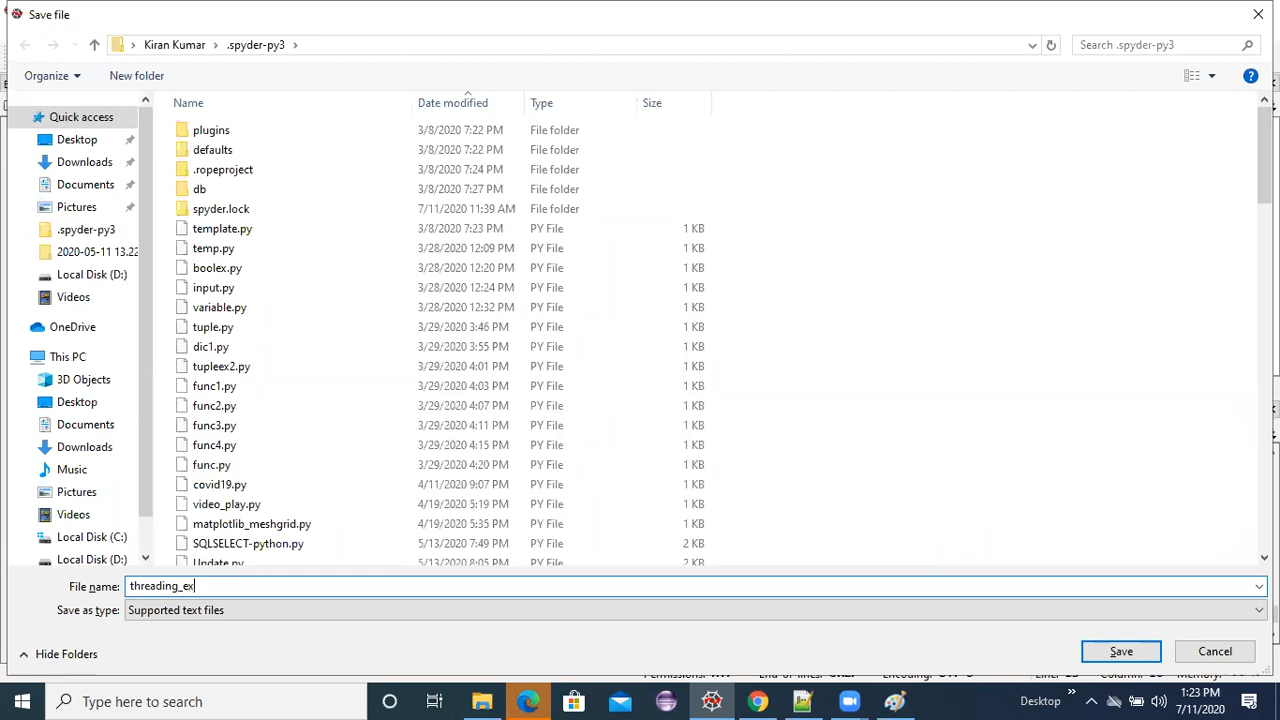 Save file
Kiran Kumar > .spyder-py3 >
Search .spyder-py3
Organize
New folder
Name Date modified Type Size
Quick access
Desktop
Downloads
Documents
Pictures
.spyder-py3
2020-05-11 13.22
Local Disk (D:)
Videos
OneDrive
This PC
3D Objects
Desktop
Documents
Downloads
Music
Pictures
Videos
Local Disk (C:)
Local Disk (D:)
plugins 3/8/2020 7:22 PM File folder
defaults 3/8/2020 7:22 PM File folder
.ropeproject 3/8/2020 7:24 PM File folder
db 3/8/2020 7:27 PM File folder
spyder.lock 7/11/2020 11:39 AM File folder
template.py 3/8/2020 7:23 PM PY File 1 KB
temp.py 3/28/2020 12:09 PM PY File 1 KB
boolex.py 3/28/2020 12:20 PM PY File 1 KB
input.py 3/28/2020 12:24 PM PY File 1 KB
variable.py 3/28/2020 12:32 PM PY File 1 KB
tuple.py 3/29/2020 3:46 PM PY File 1 KB
dic1.py 3/29/2020 3:55 PM PY File 1 KB
tupleex2.py 3/29/2020 4:01 PM PY File 1 KB
func1.py 3/29/2020 4:03 PM PY File 1 KB
func2.py 3/29/2020 4:07 PM PY File 1 KB
func3.py 3/29/2020 4:11 PM PY File 1 KB
func4.py 3/29/2020 4:15 PM PY File 1 KB
func.py 3/29/2020 4:20 PM PY File 1 KB
covid19.py 4/11/2020 9:07 PM PY File 1 KB
video_play.py 4/19/2020 5:19 PM PY File 1 KB
matplotlib_meshgrid.py 4/19/2020 5:35 PM PY File 1 KB
SQLSELECT-python.py 5/13/2020 7:49 PM PY File 2 KB
Update.py 5/13/2020 8:05 PM PY File 2 KB
File name: threading_ex
Save as type: Supported text files
Hide Folders
Save
Cancel
Type here to search
Desktop
1:23 PM
7/11/2020